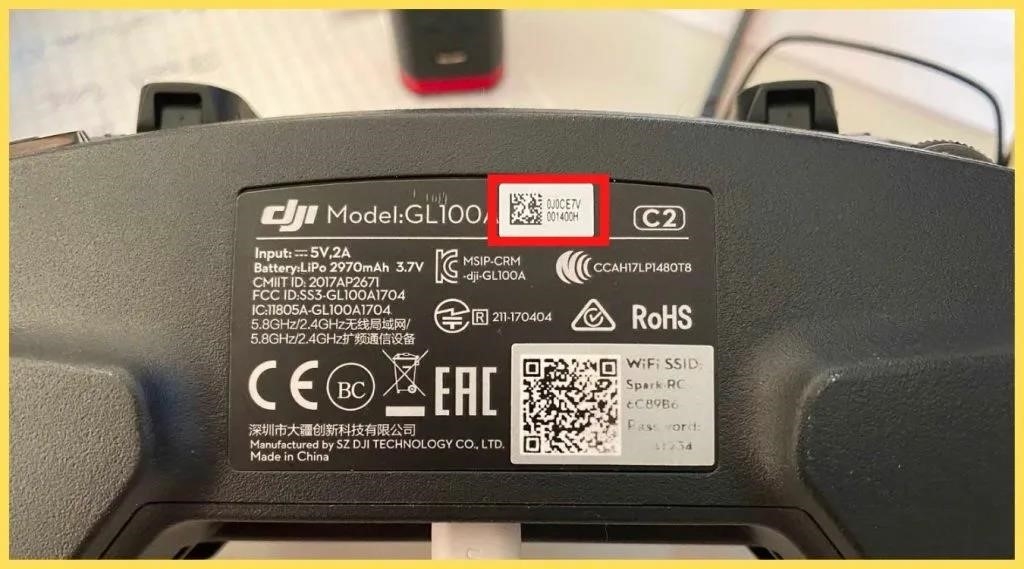 dji Model:GL100A
0J0CE7V
001400H
C2
Input: ⎓ 5V,2A
Battery:LiPo 2970mAh 3.7V
CMIIT ID: 2017AP2671
FCC ID:SS3-GL100A1704
IC:11805A-GL100A1704
5.8GHz/2.4GHz无线局域网/
5.8GHz/2.4GHz扩频通信设备
MSIP-CRM
-dji-GL100A
CCAH17LP1480T8
R 211-170404
RoHS
CE BC EAC
深圳市大疆创新科技有限公司
Manufactured by SZ DJI TECHNOLOGY CO., LTD.
Made in China
WiFi SSID:
Spark-RC-
6C89B6
Password: